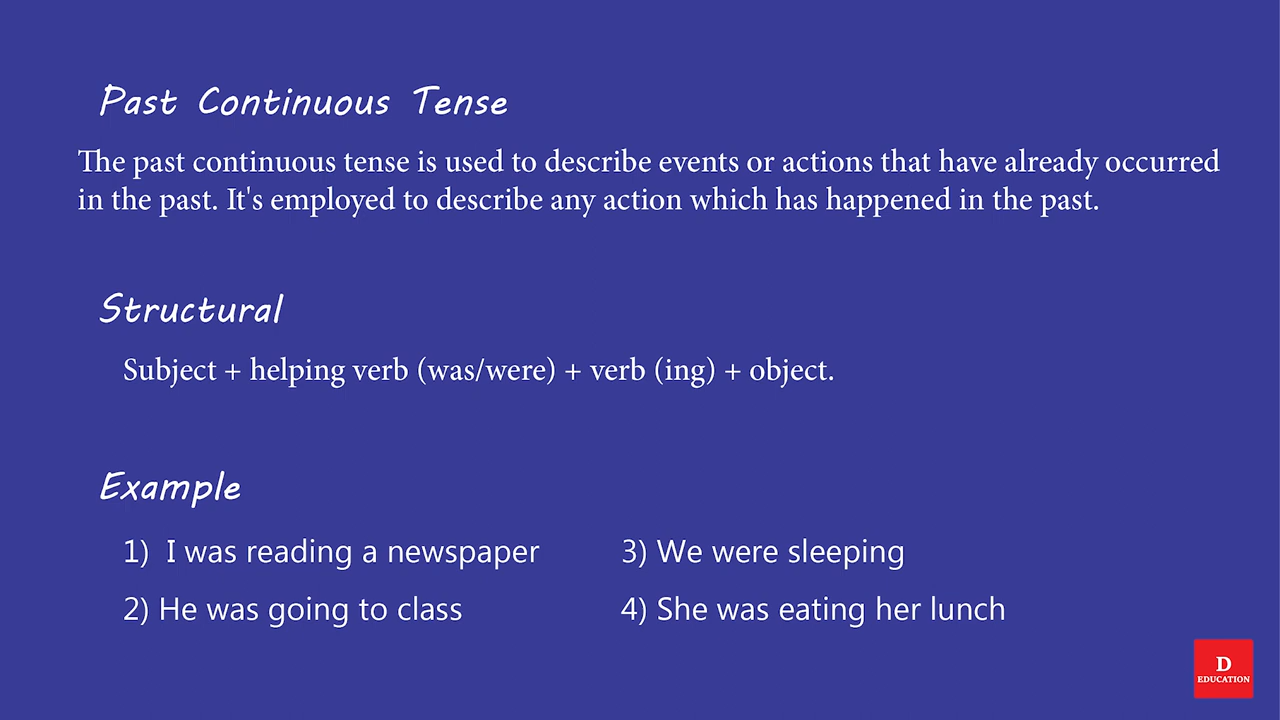 Past Continuous Tense
The past continuous tense is used to describe events or actions that have already occurred
in the past. It's employed to describe any action which has happened in the past.
Structural
Subject + helping verb (was/were) + verb (ing) + object.
Example
1) I was reading a newspaper
2) He was going to class
3) We were sleeping
4) She was eating her lunch
D
EDUCATION